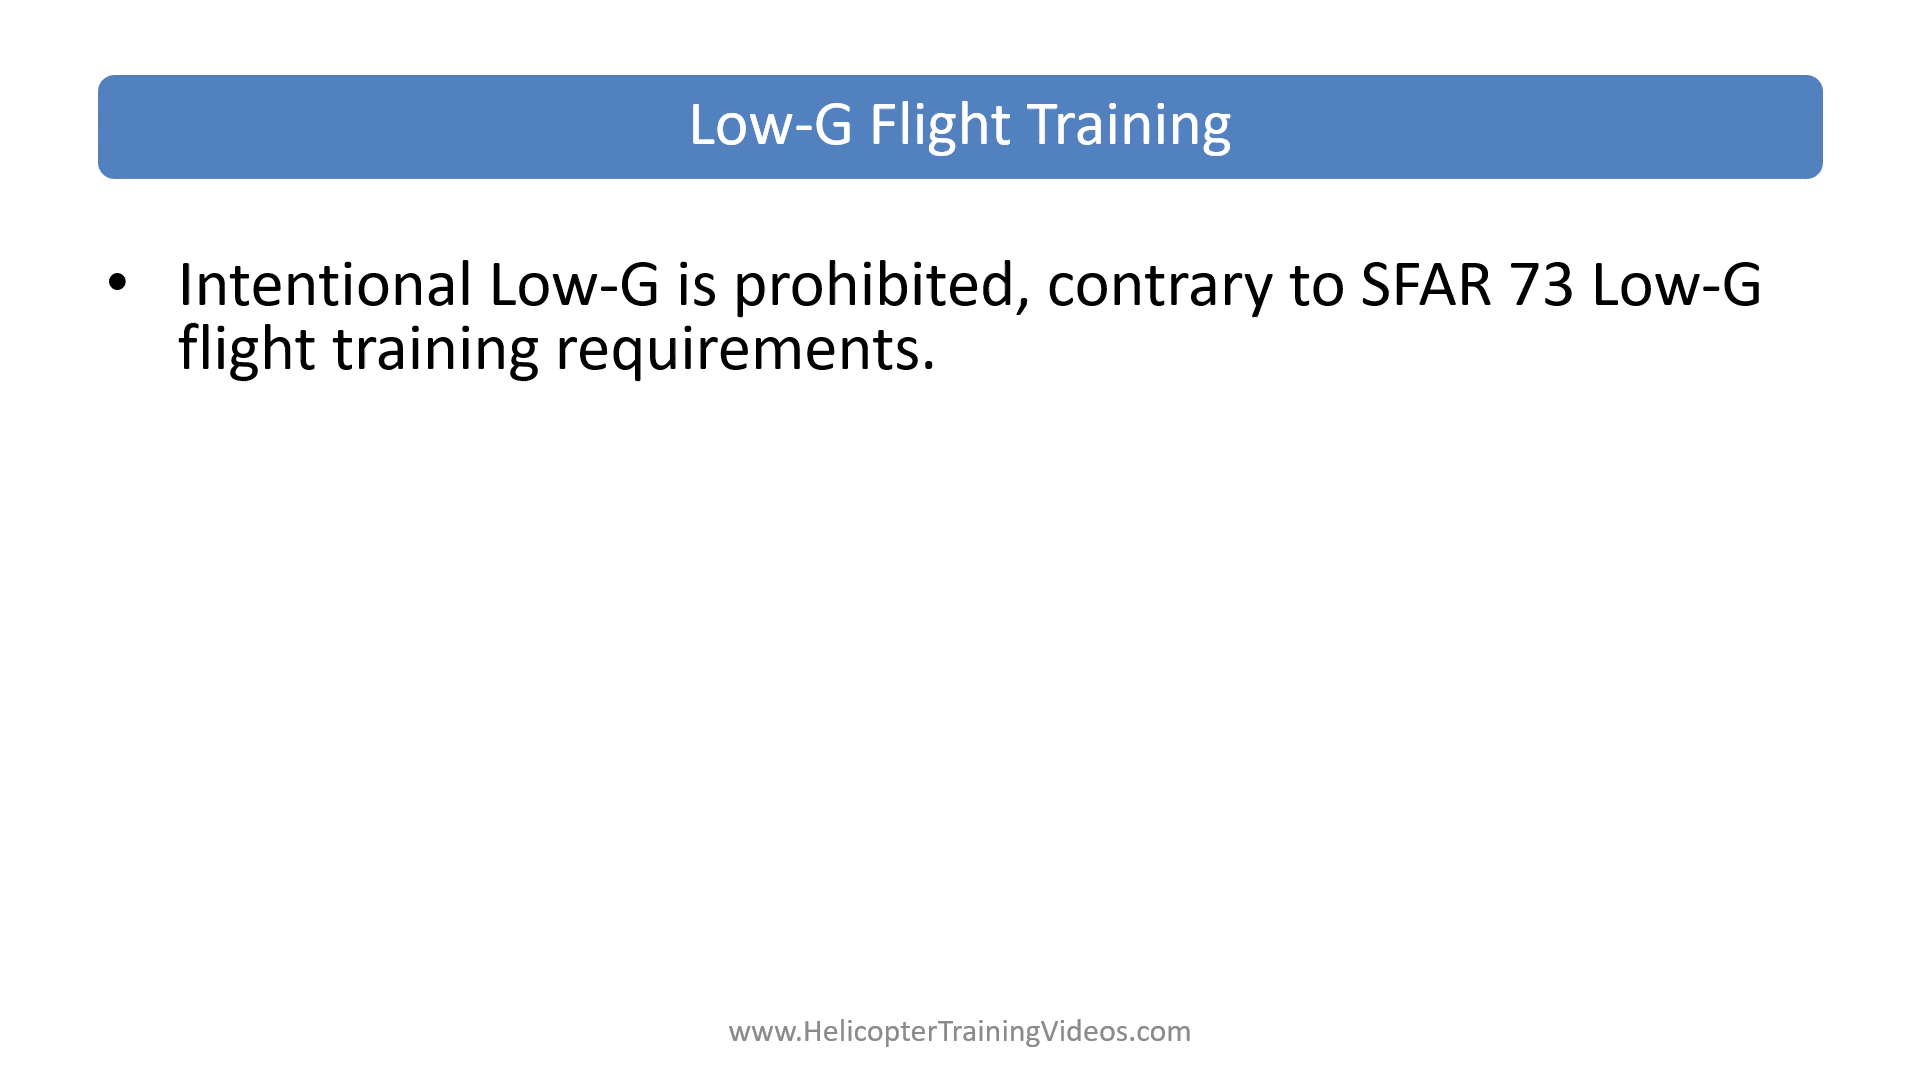 Low-G Flight Training
• Intentional Low-G is prohibited, contrary to SFAR 73 Low-G
flight training requirements.
www.HelicopterTrainingVideos.com